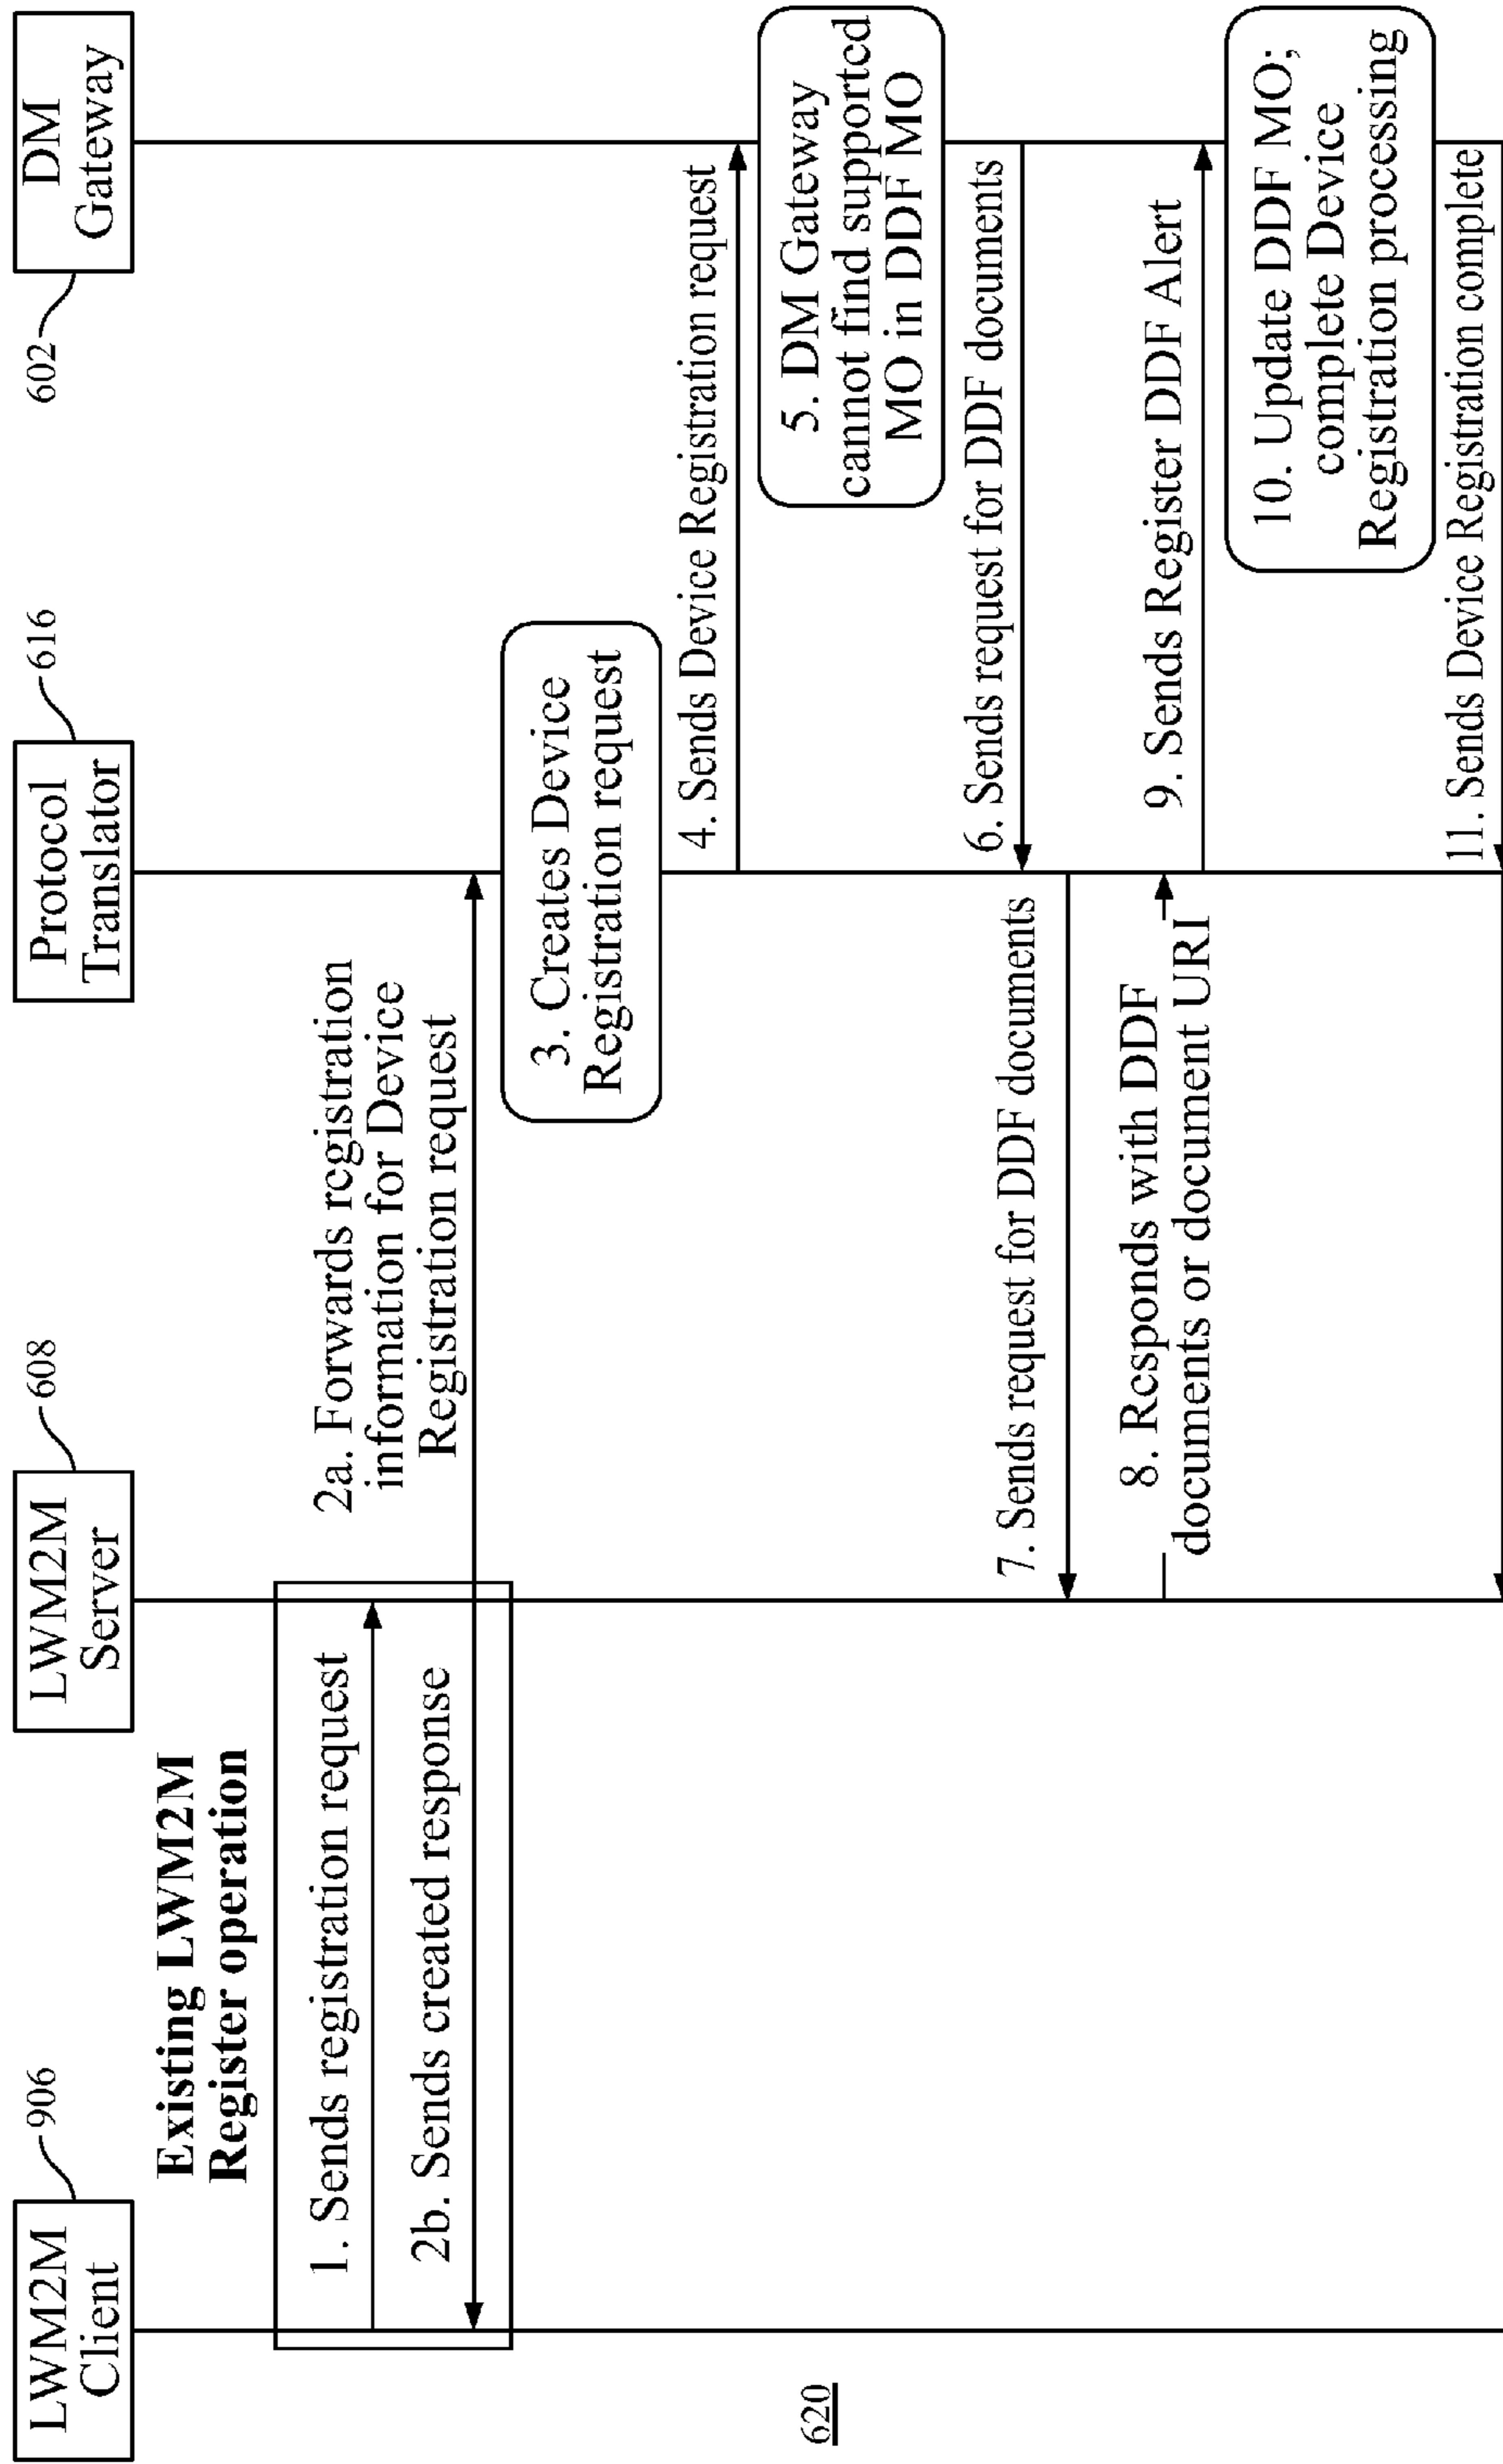 LWM2M
Client
906
LWM2M
Server
608
Protocol
Translator
616
DM
Gateway
602
Existing LWM2M
Register operation
1. Sends registration request
2a. Forwards registration
information for Device
Registration request
2b. Sends created response
3. Creates Device
Registration request
4. Sends Device Registration request
5. DM Gateway
cannot find supported
MO in DDF MO
6. Sends request for DDF documents
7. Sends request for DDF documents
8. Responds with DDF
documents or document URI
9. Sends Register DDF Alert
10. Update DDF MO;
complete Device
Registration processing
11. Sends Device Registration complete
620